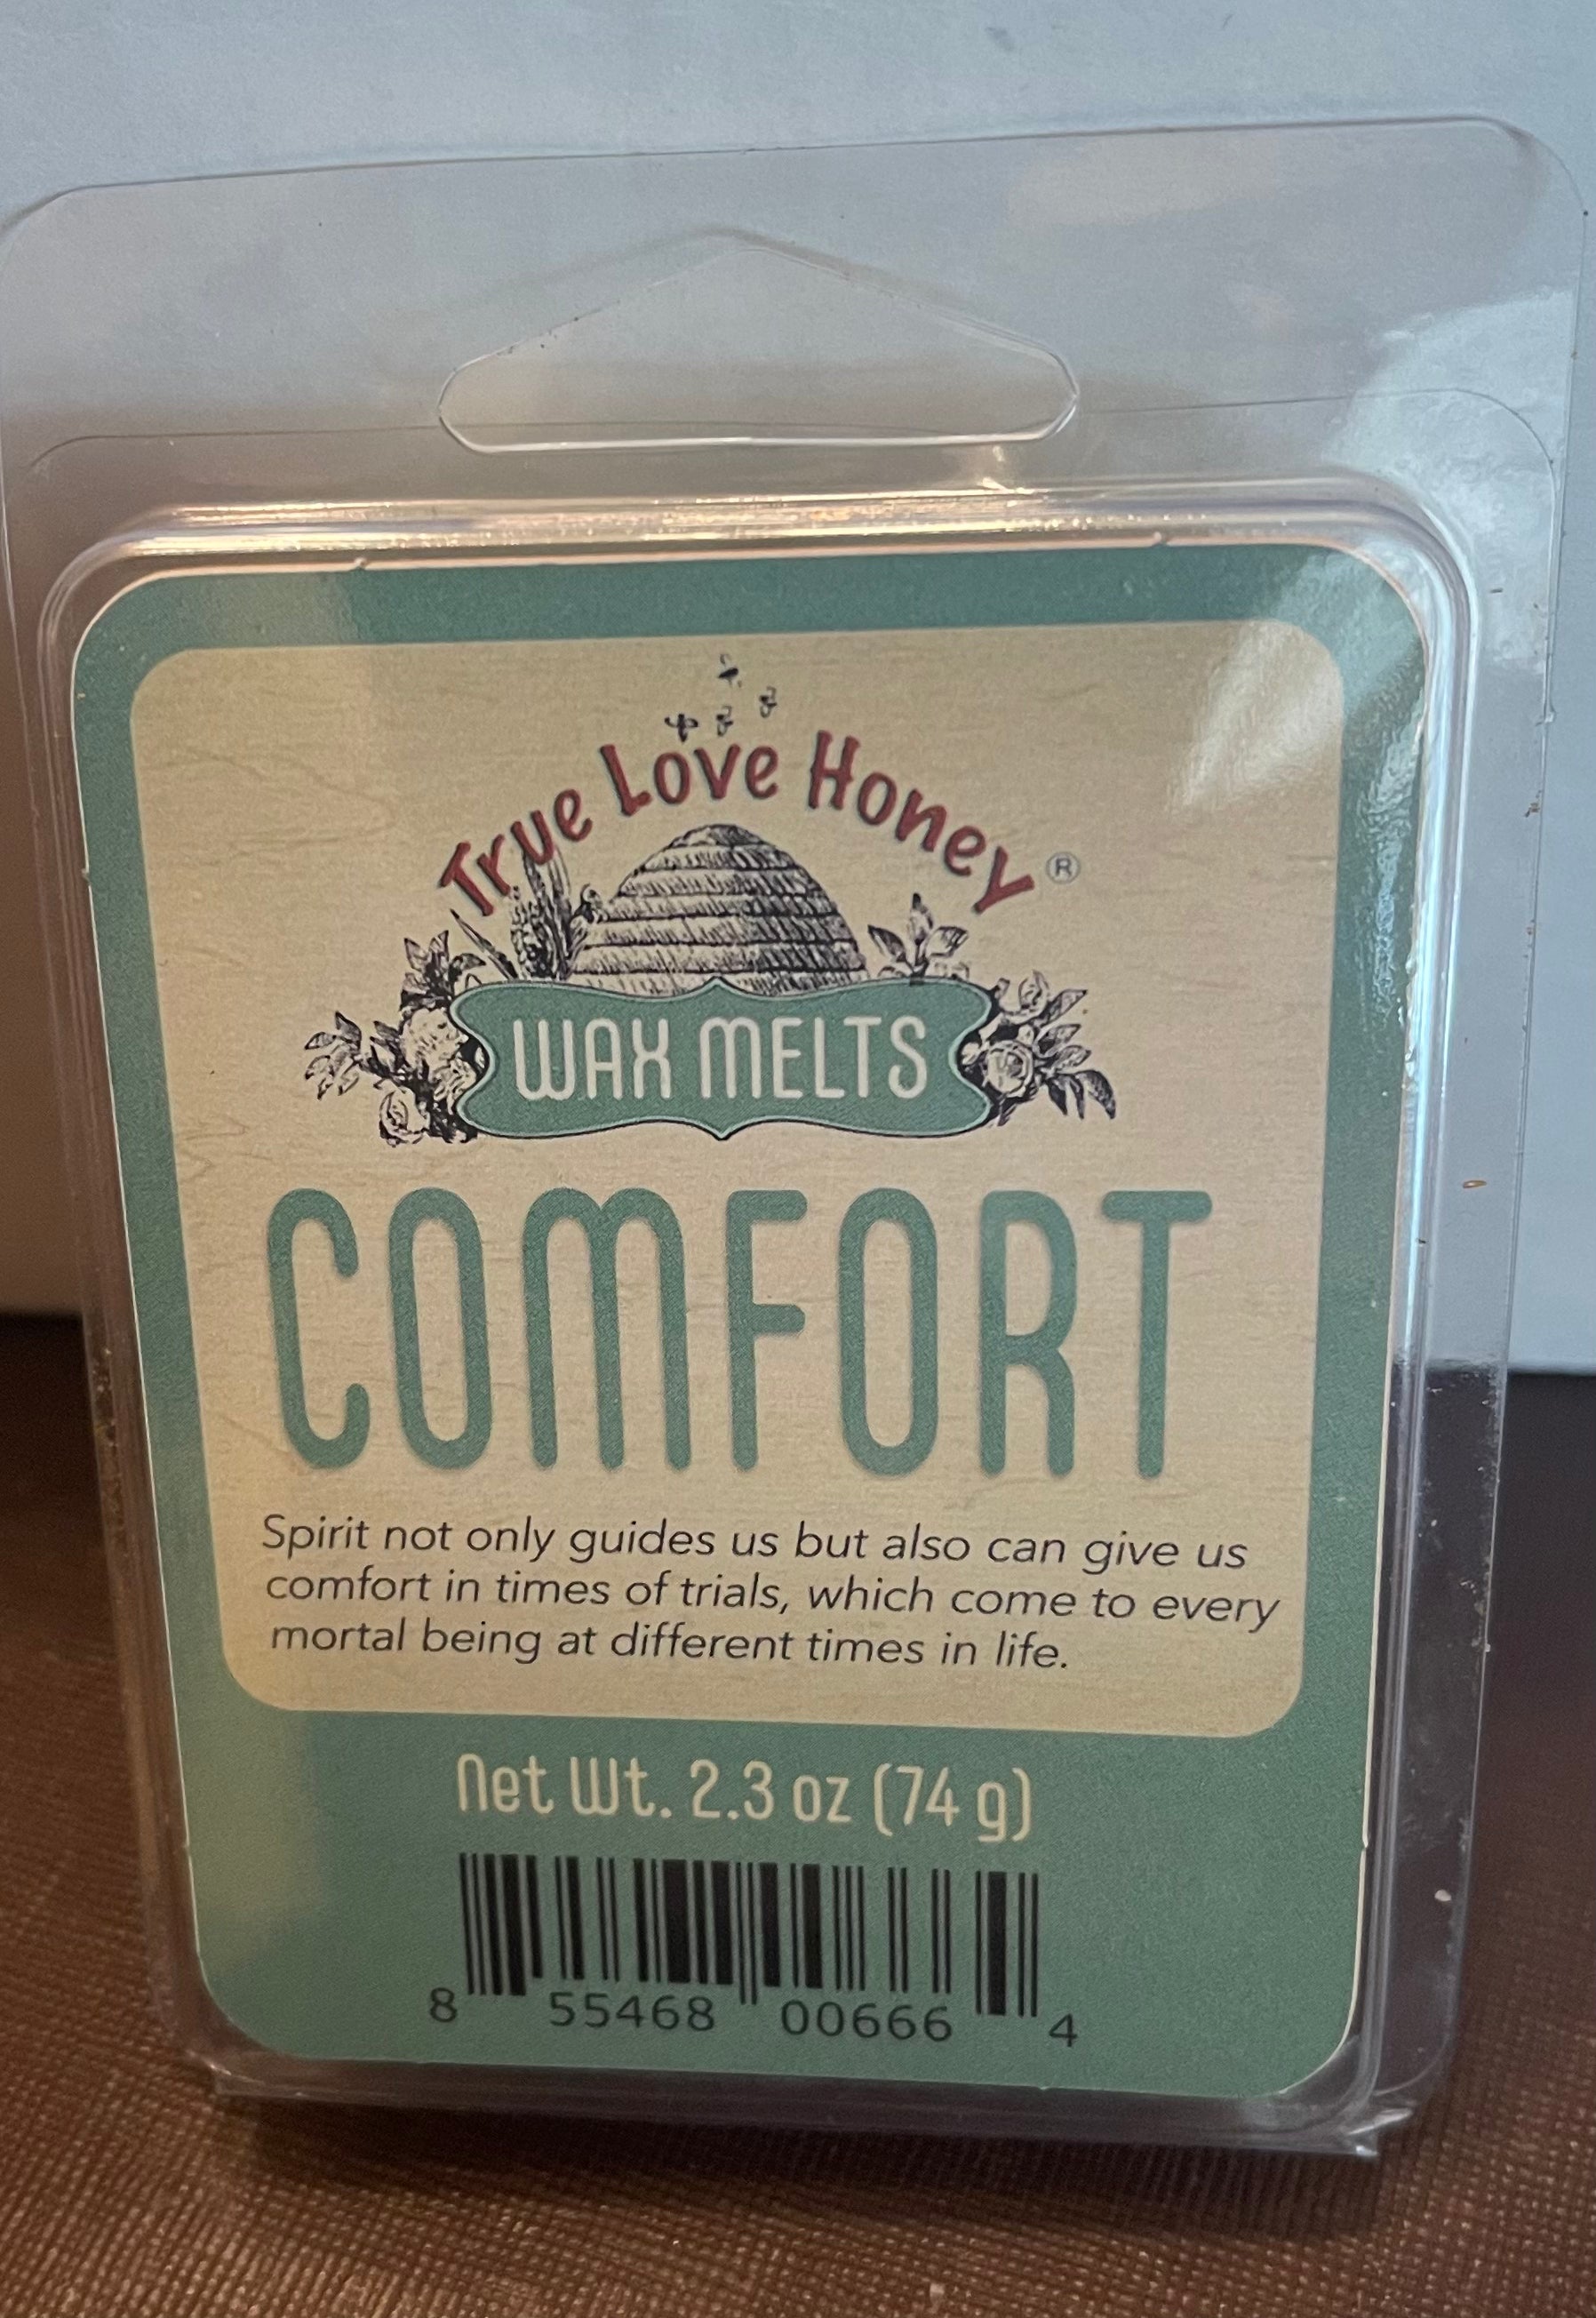 True Love Honey®
WAX MELTS
COMFORT
Spirit not only guides us but also can give us
comfort in times of trials, which come to every
mortal being at different times in life.
Net Wt. 2.3 oz (74 g)
8 55468 00666 4